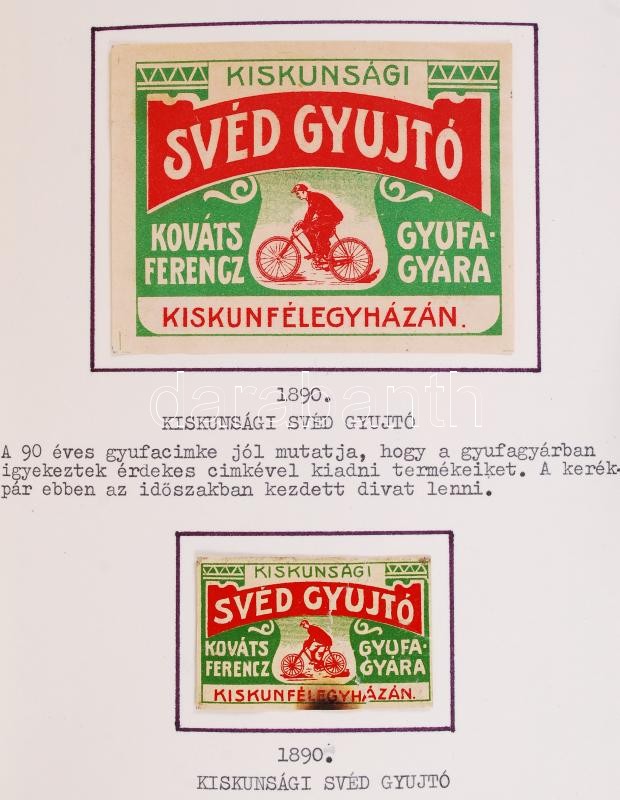 KISKUNSÁGI
SVÉD GYUJTÓ
KOVÁTS GYUFA-
FERENCZ GYÁRA
KISKUNFÉLEGYHÁZÁN.
1890.
darabanth
KISKUNSÁGI SVÉD GYUJTÓ
A 90 éves gyufacimke jól mutatja, hogy a gyufagyárban
igyekeztek érdekes cimkével kiadni termékeiket. A kerék-
pár ebben az időszakban kezdett divat lenni.
KISKUNSÁGI
SVÉD GYUJTÓ
KOVÁTS GYUFA-
FERENCZ GYÁRA
KISKUNFÉLEGYHÁZÁN.
1890.
KISKUNSÁGI SVÉD GYUJTÓ